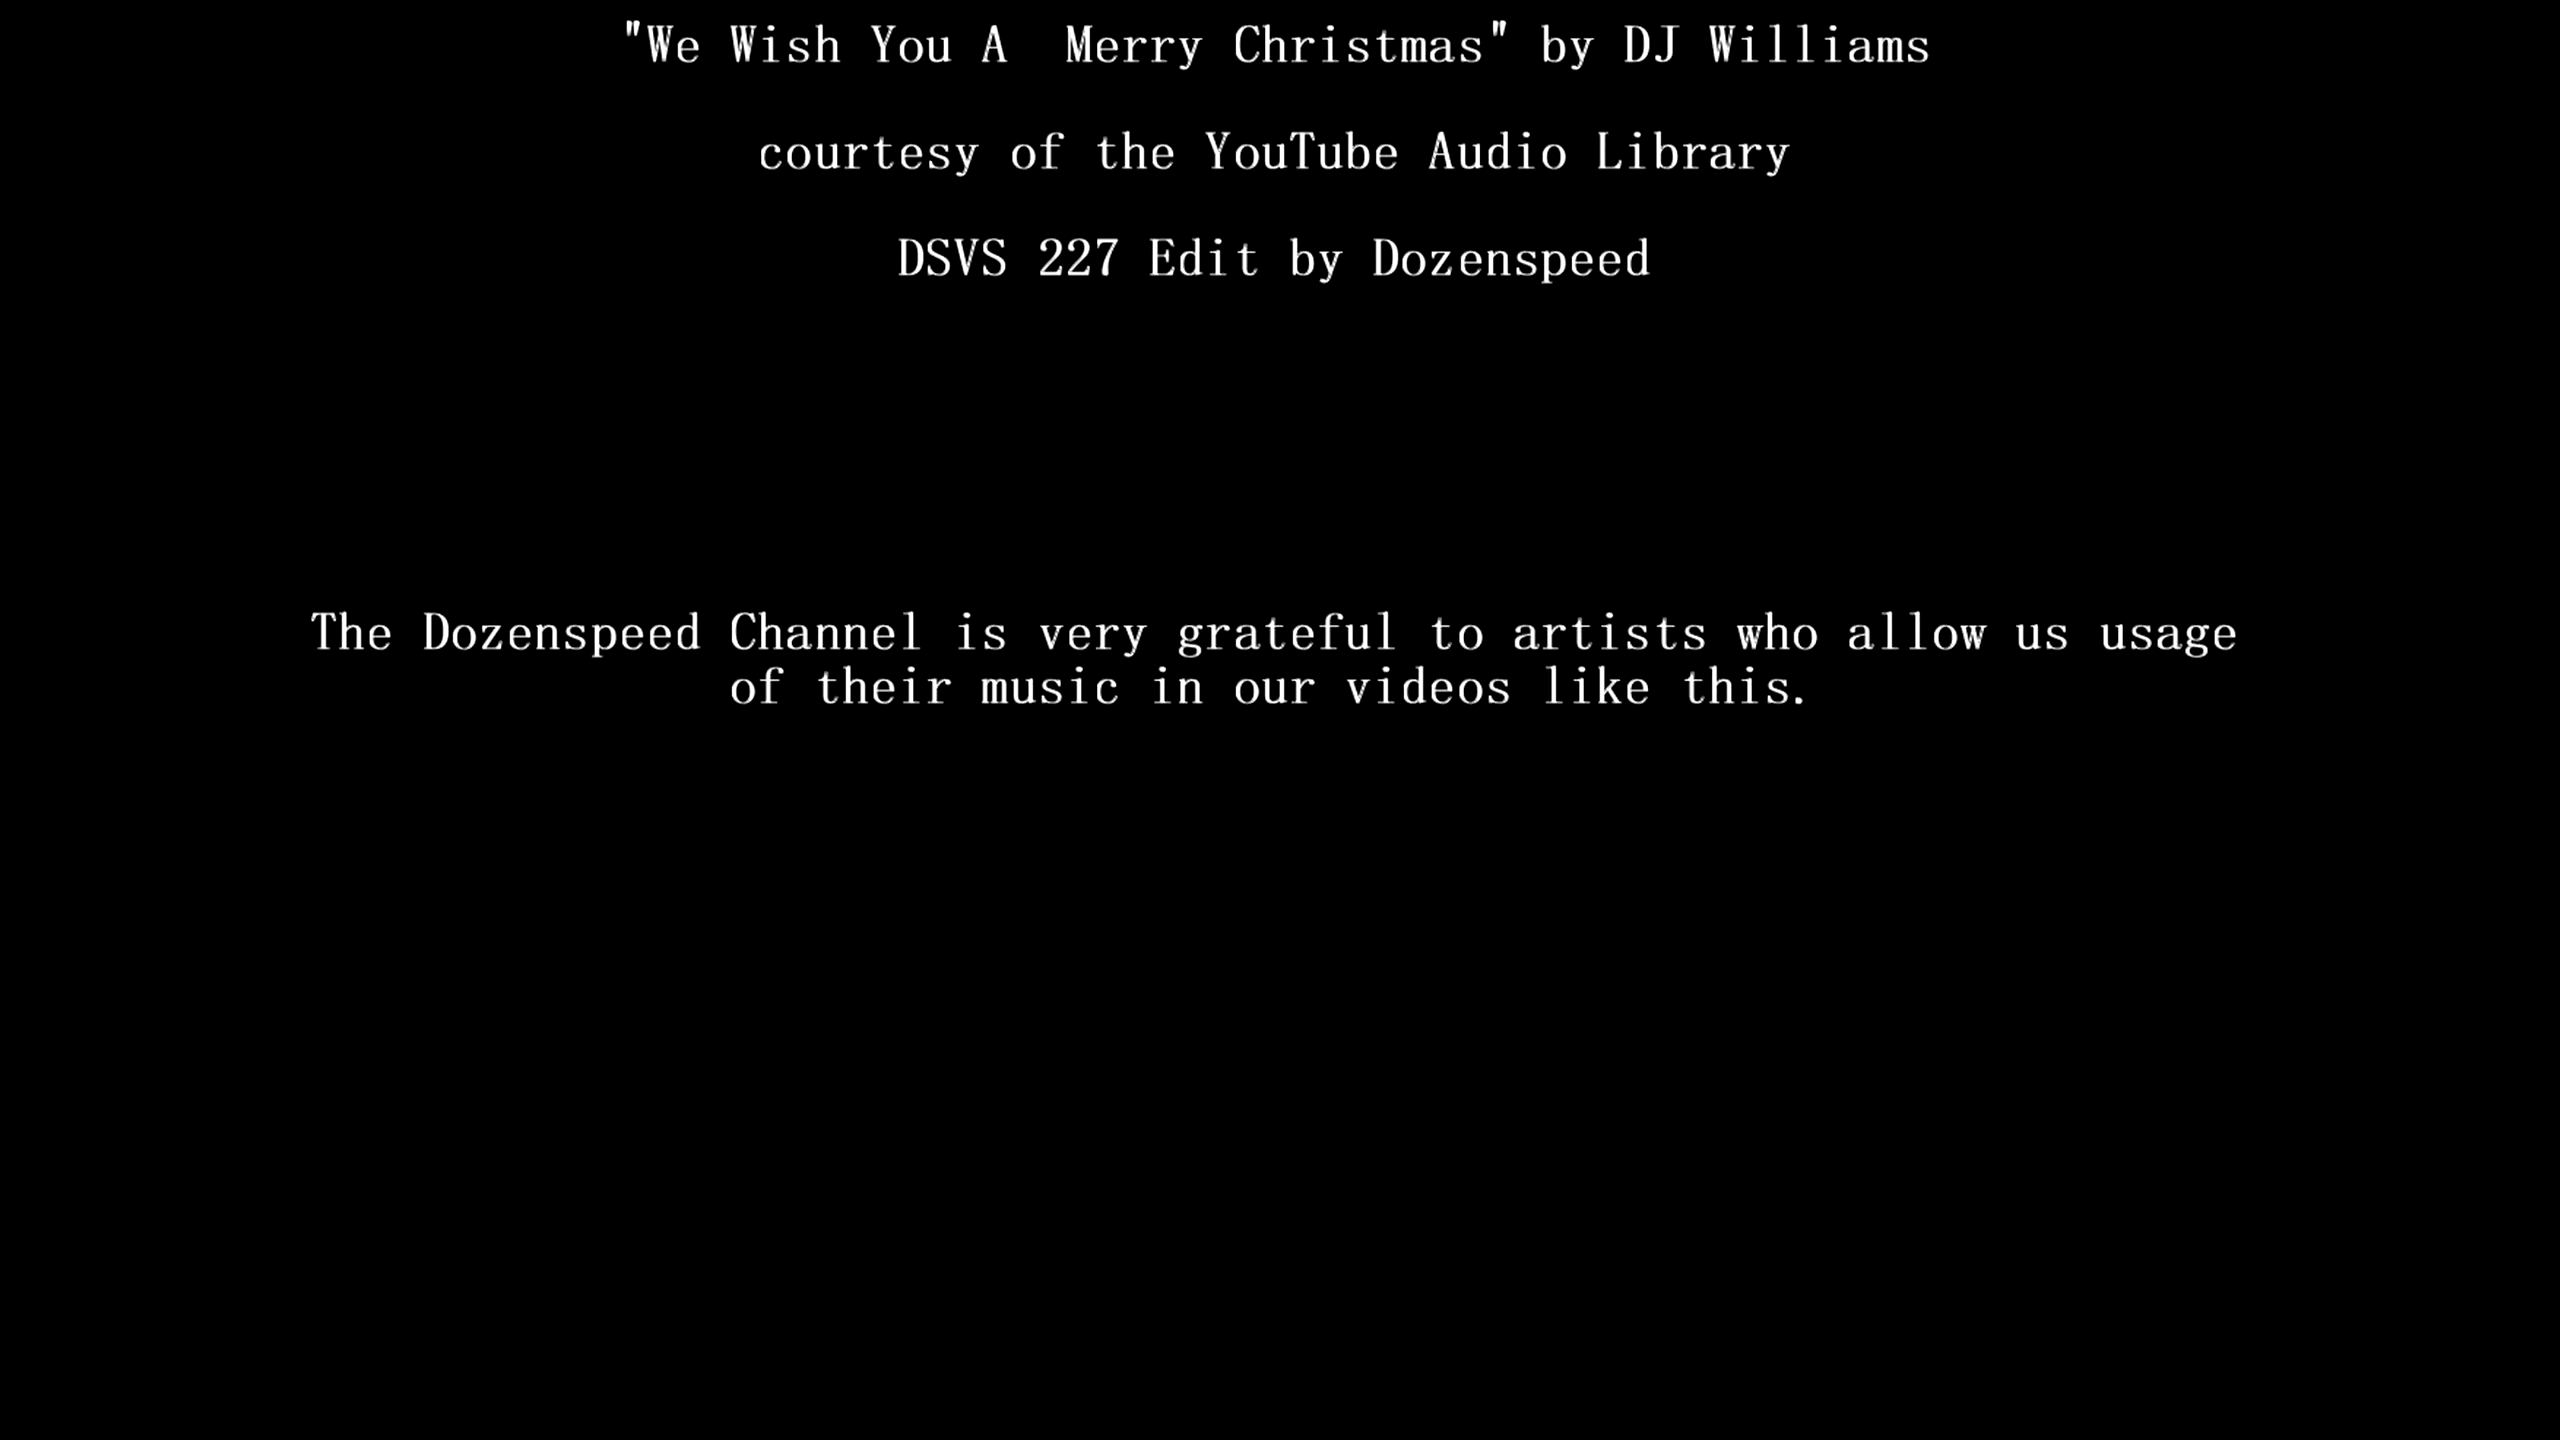 "We Wish You A  Merry Christmas" by DJ Williams
courtesy of the YouTube Audio Library
DSVS 227 Edit by Dozenspeed
The Dozenspeed Channel is very grateful to artists who allow us usage
of their music in our videos like this.